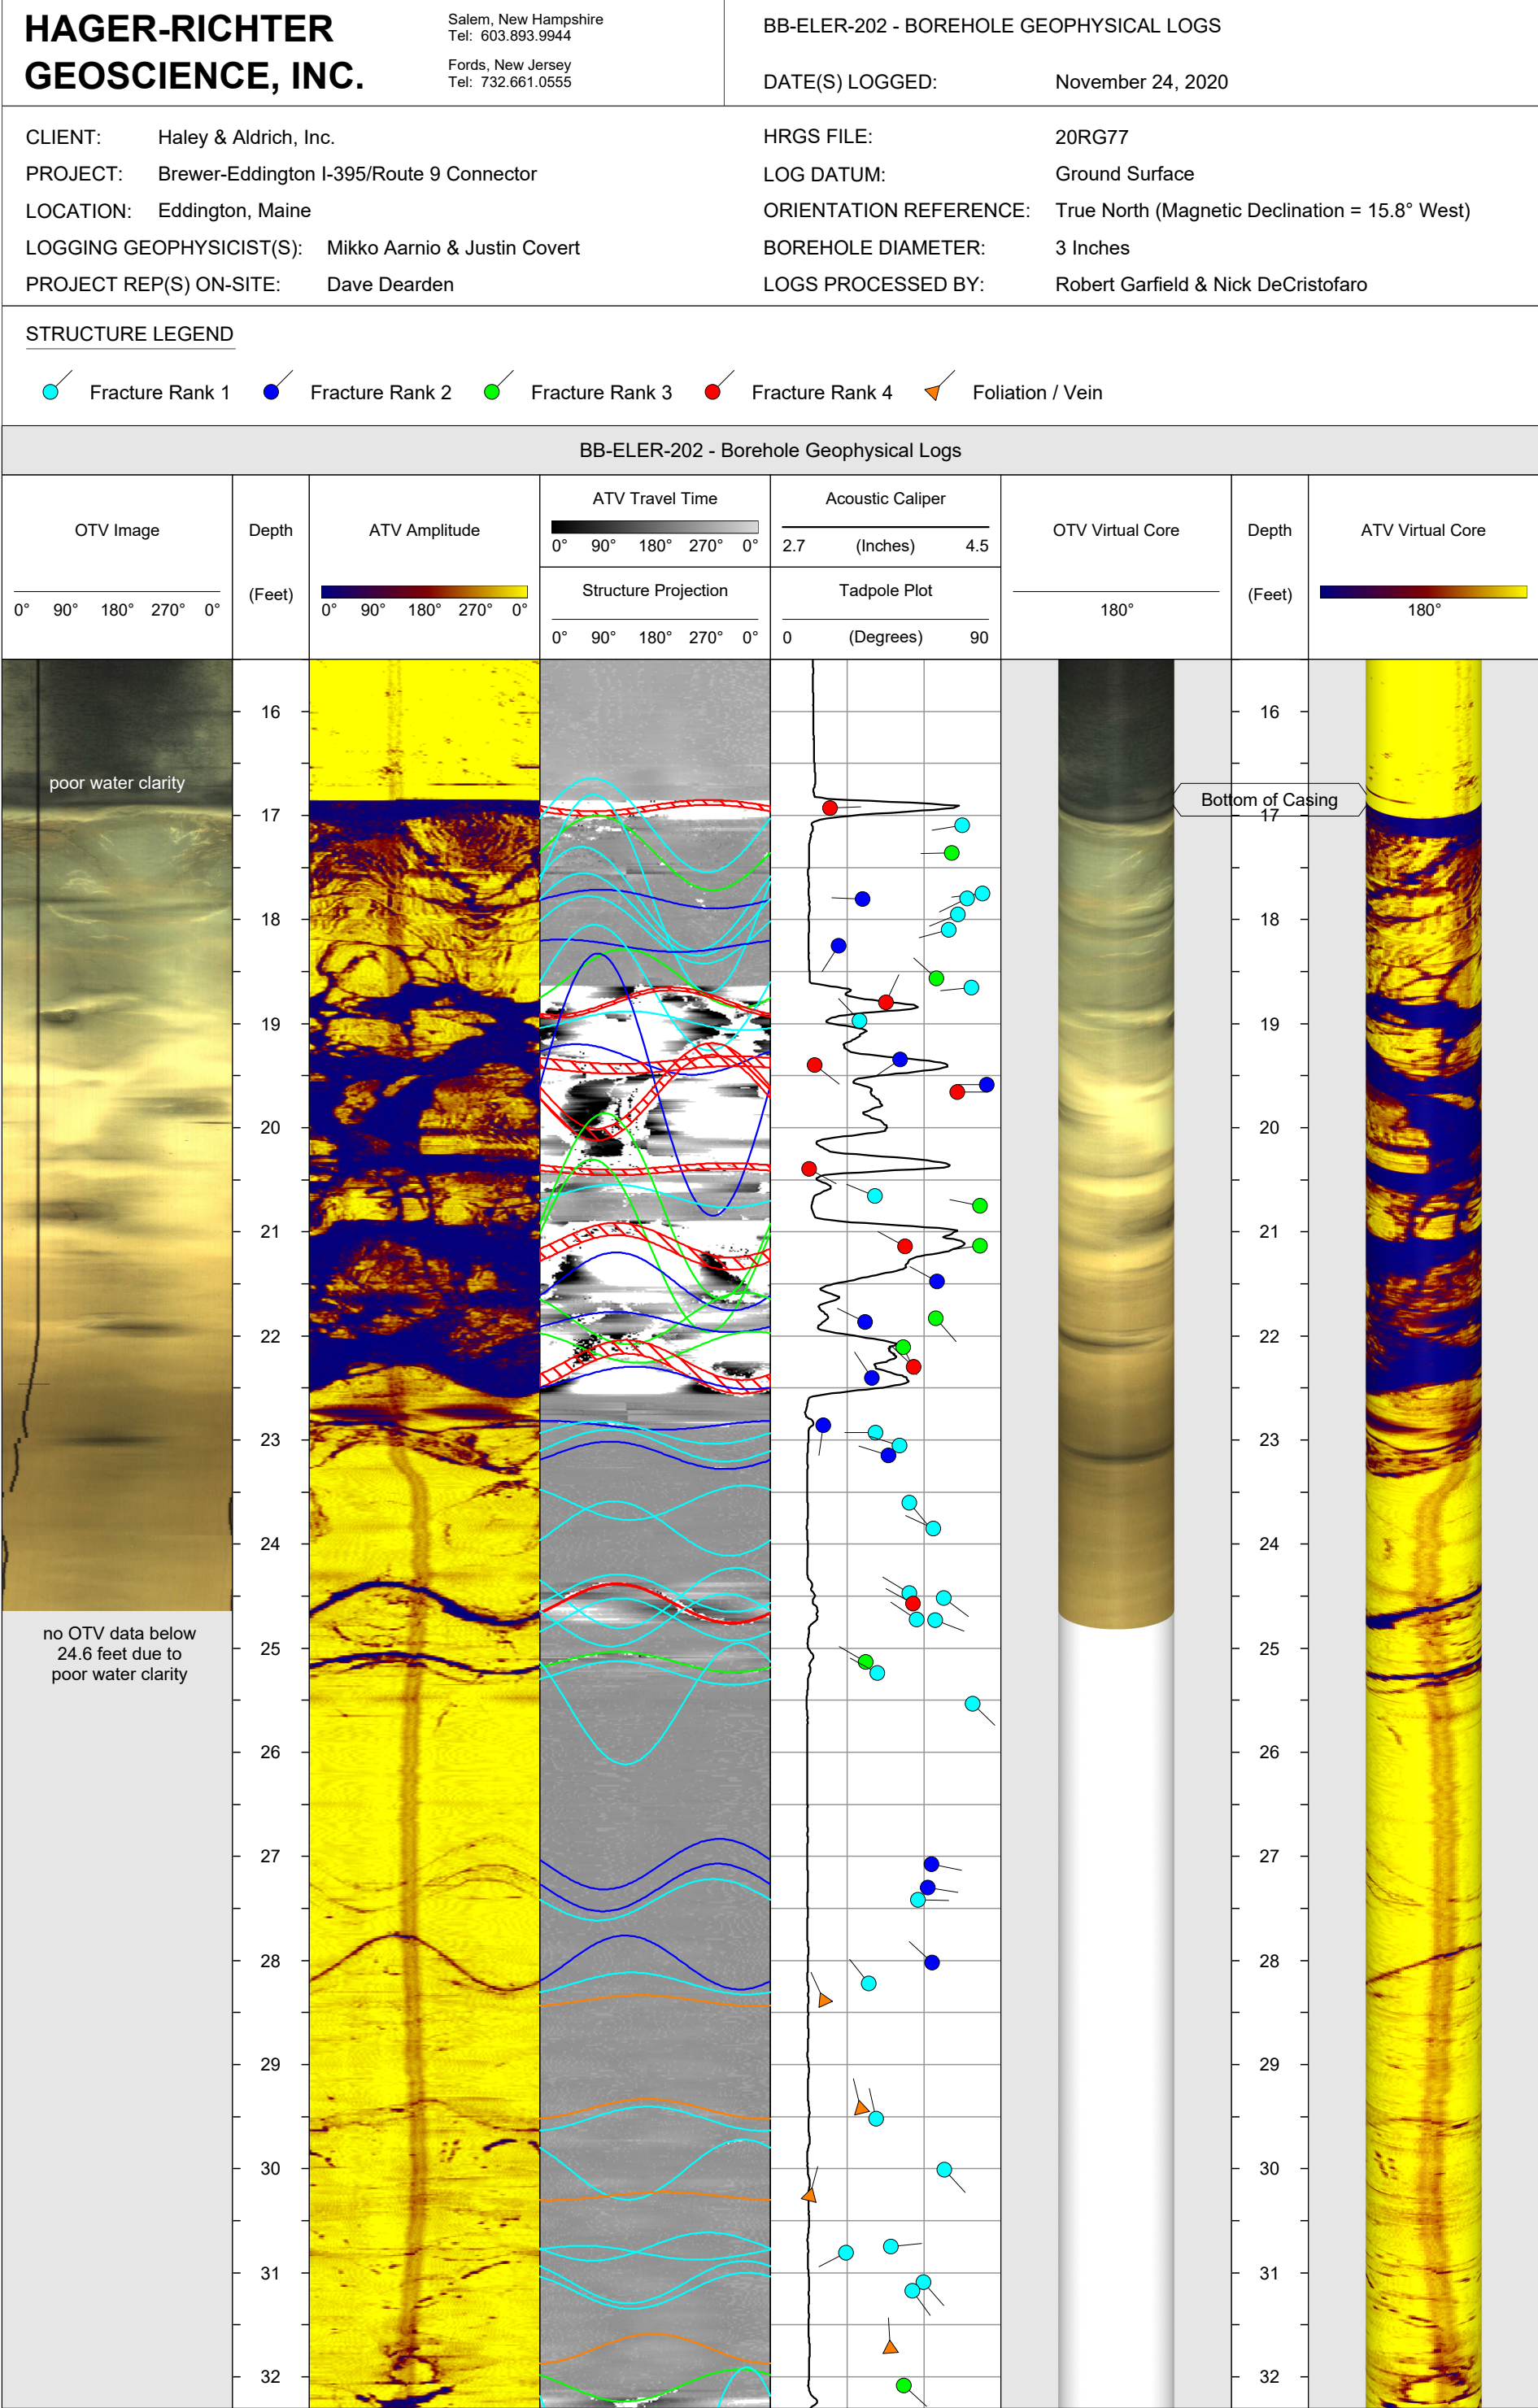 HAGER-RICHTER
GEOSCIENCE, INC.
Salem, New Hampshire
Tel: 603.893.9944
Fords, New Jersey
Tel: 732.661.0555
BB-ELER-202 - BOREHOLE GEOPHYSICAL LOGS
DATE(S) LOGGED: November 24, 2020
CLIENT: Haley & Aldrich, Inc.
PROJECT: Brewer-Eddington I-395/Route 9 Connector
LOCATION: Eddington, Maine
LOGGING GEOPHYSICIST(S): Mikko Aarnio & Justin Covert
PROJECT REP(S) ON-SITE: Dave Dearden
HRGS FILE: 20RG77
LOG DATUM: Ground Surface
ORIENTATION REFERENCE: True North (Magnetic Declination = 15.8° West)
BOREHOLE DIAMETER: 3 Inches
LOGS PROCESSED BY: Robert Garfield & Nick DeCristofaro
STRUCTURE LEGEND
Fracture Rank 1 Fracture Rank 2 Fracture Rank 3 Fracture Rank 4 Foliation / Vein
BB-ELER-202 - Borehole Geophysical Logs
OTV Image
0° 90° 180° 270° 0°
Depth
(Feet)
ATV Amplitude
0° 90° 180° 270° 0°
ATV Travel Time
0° 90° 180° 270° 0°
Structure Projection
0° 90° 180° 270° 0°
Acoustic Caliper
2.7 (Inches) 4.5
Tadpole Plot
0 (Degrees) 90
OTV Virtual Core
180°
Depth
(Feet)
ATV Virtual Core
180°
poor water clarity
no OTV data below
24.6 feet due to
poor water clarity
16
17
18
19
20
21
22
23
24
25
26
27
28
29
30
31
32
Bottom of Casing
16
17
18
19
20
21
22
23
24
25
26
27
28
29
30
31
32